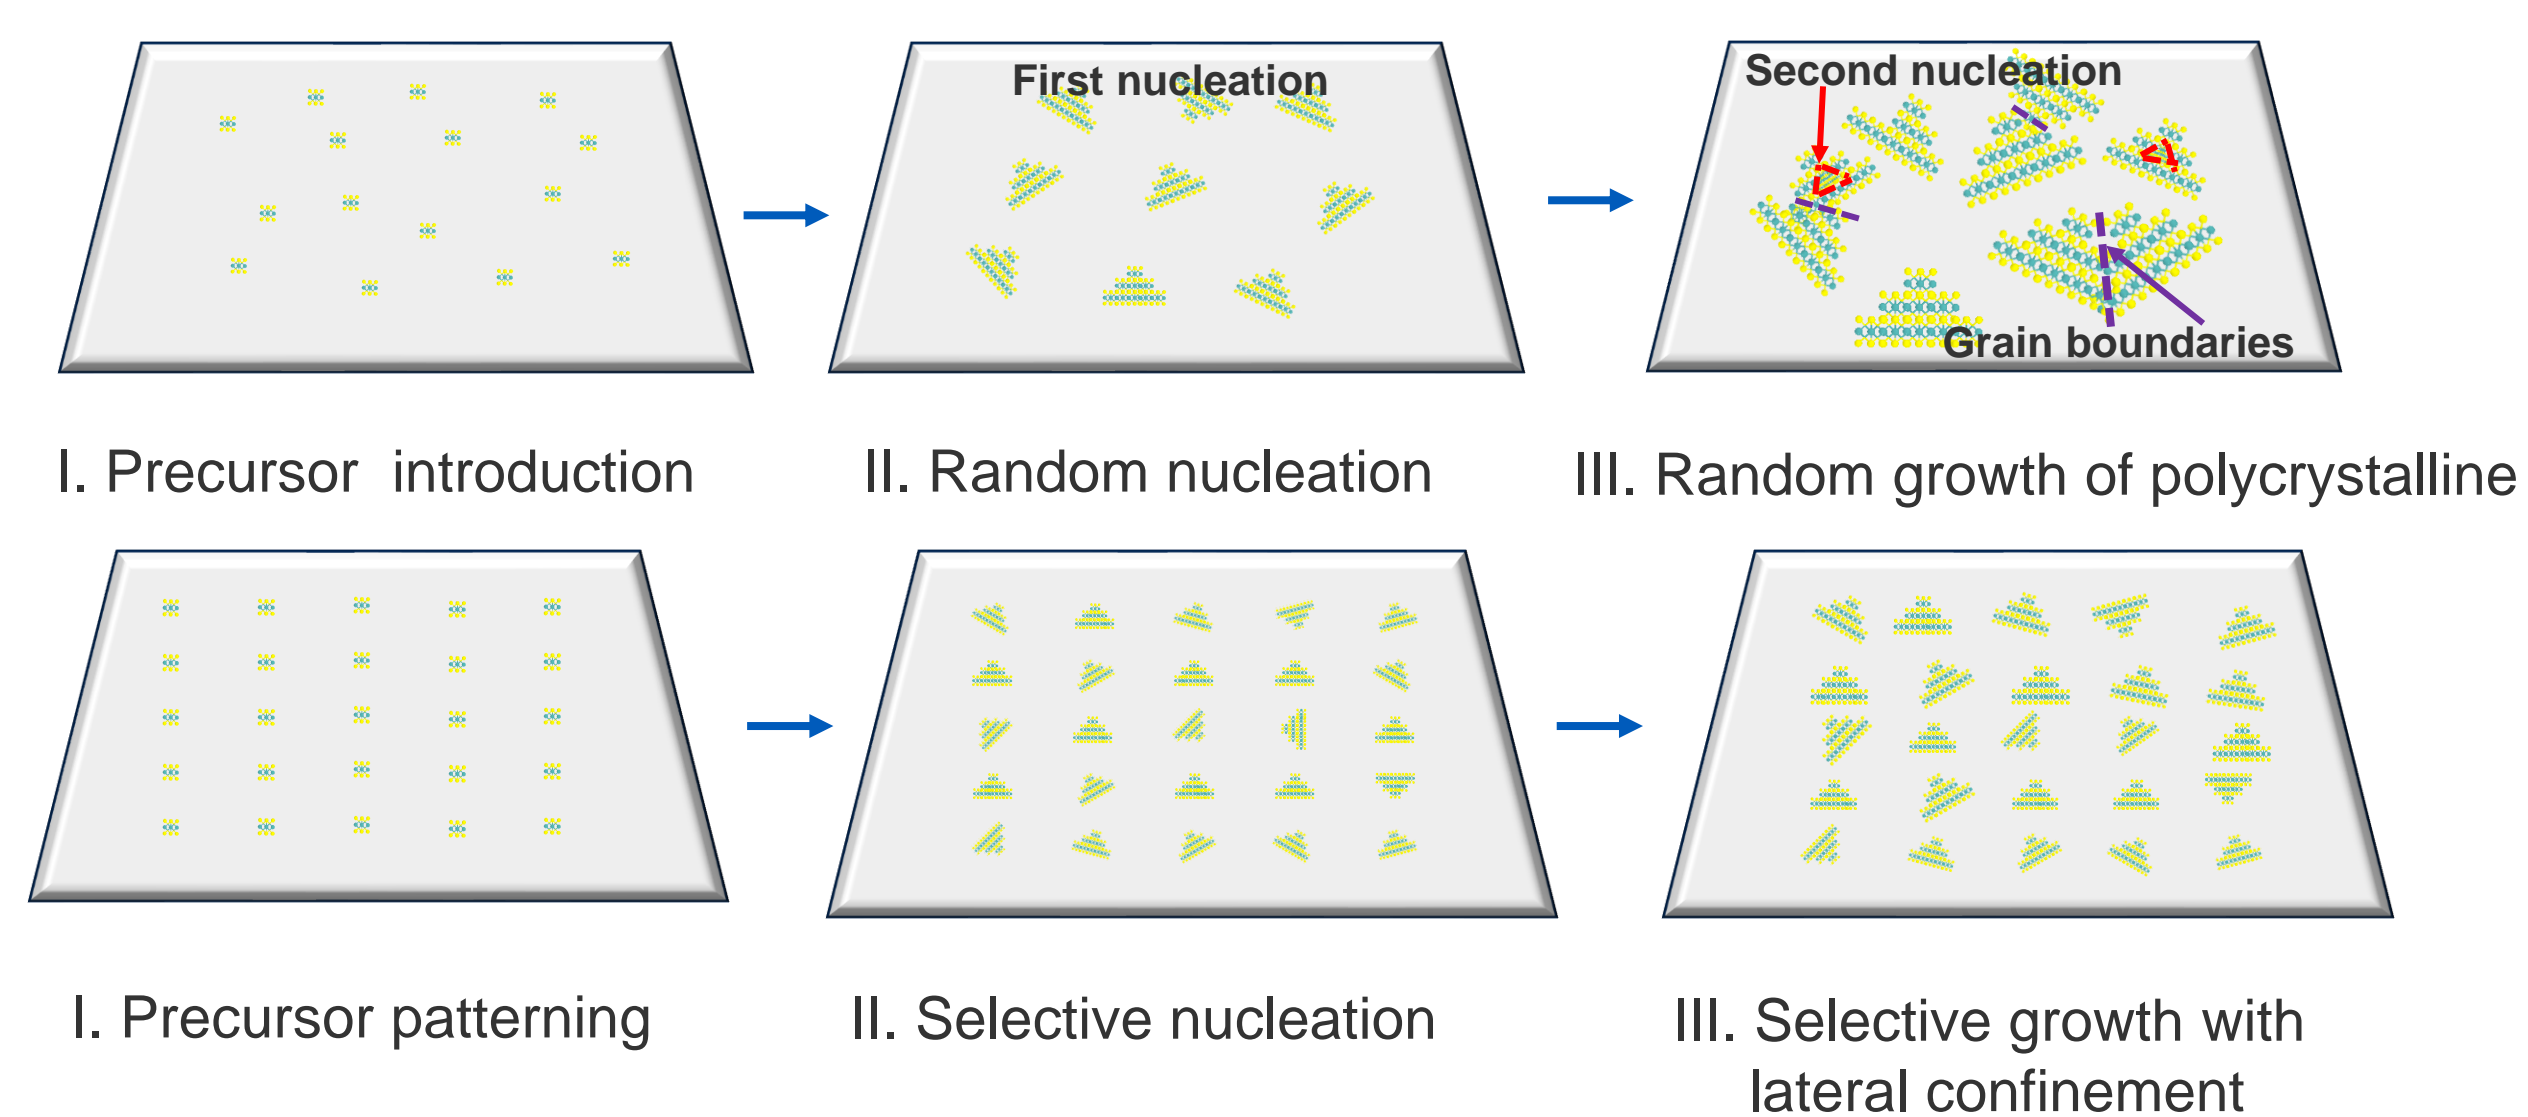 First nucleation
Second nucleation
Grain boundaries
I. Precursor introduction
II. Random nucleation
III. Random growth of polycrystalline
I. Precursor patterning
II. Selective nucleation
III. Selective growth with
lateral confinement